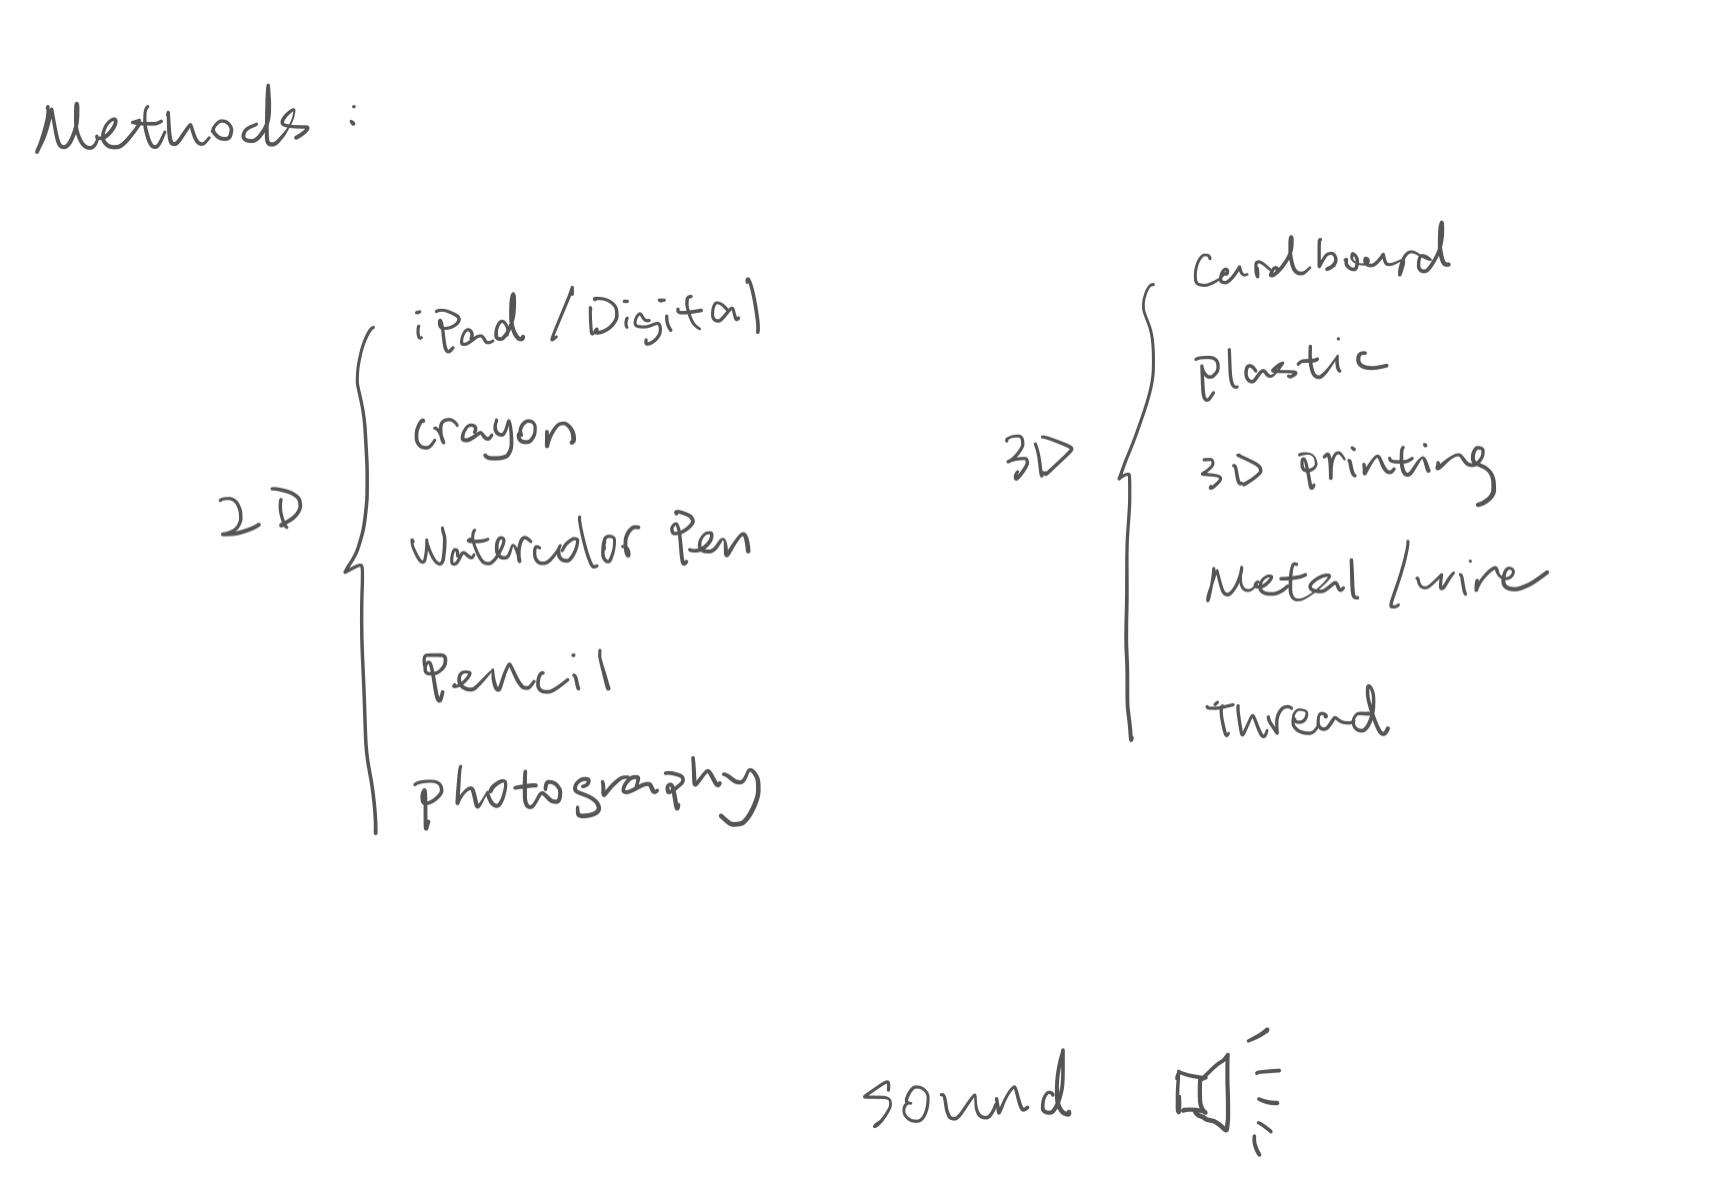 Methods :
2D
iPad / Digital
crayon
watercolor Pen
Pencil
photography
3D
Cardboard
plastic
3D printing
Metal / wire
Thread
sound